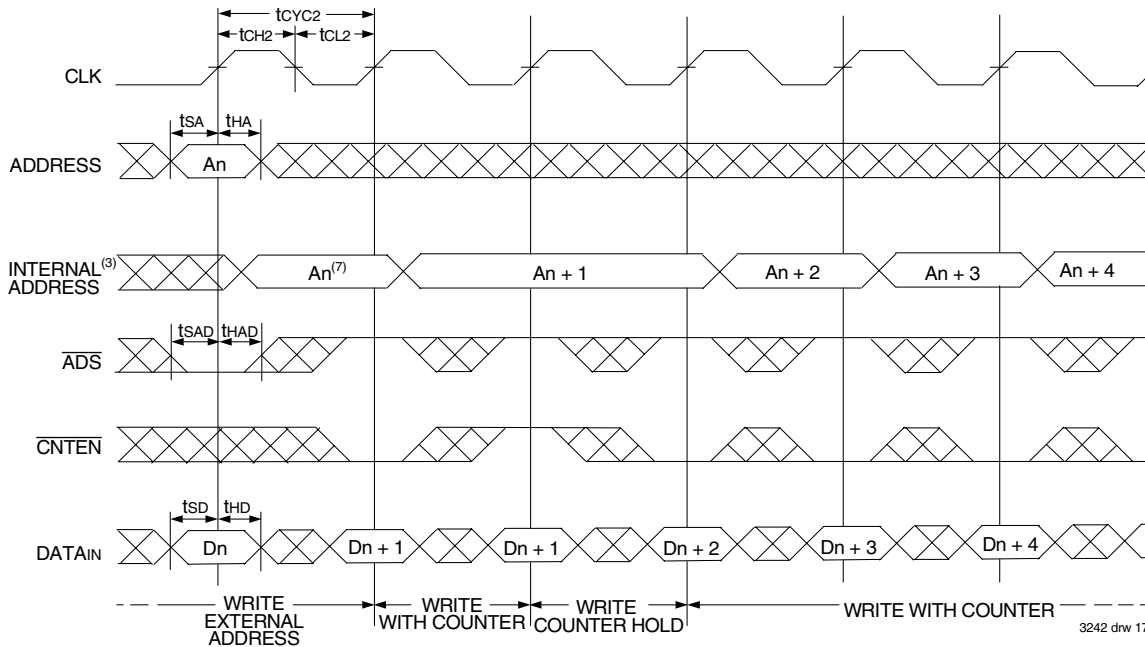 tCYC2
tCH2 tCL2
CLK
tSA tHA
ADDRESS An
INTERNAL(3) ADDRESS An(7) An + 1 An + 2 An + 3 An + 4
tSAD tHAD
ADS
CNTEN
tSD tHD
DATAIN Dn Dn + 1 Dn + 1 Dn + 2 Dn + 3 Dn + 4
WRITE EXTERNAL ADDRESS
WRITE WITH COUNTER
WRITE COUNTER HOLD
WRITE WITH COUNTER
3242 drw 17